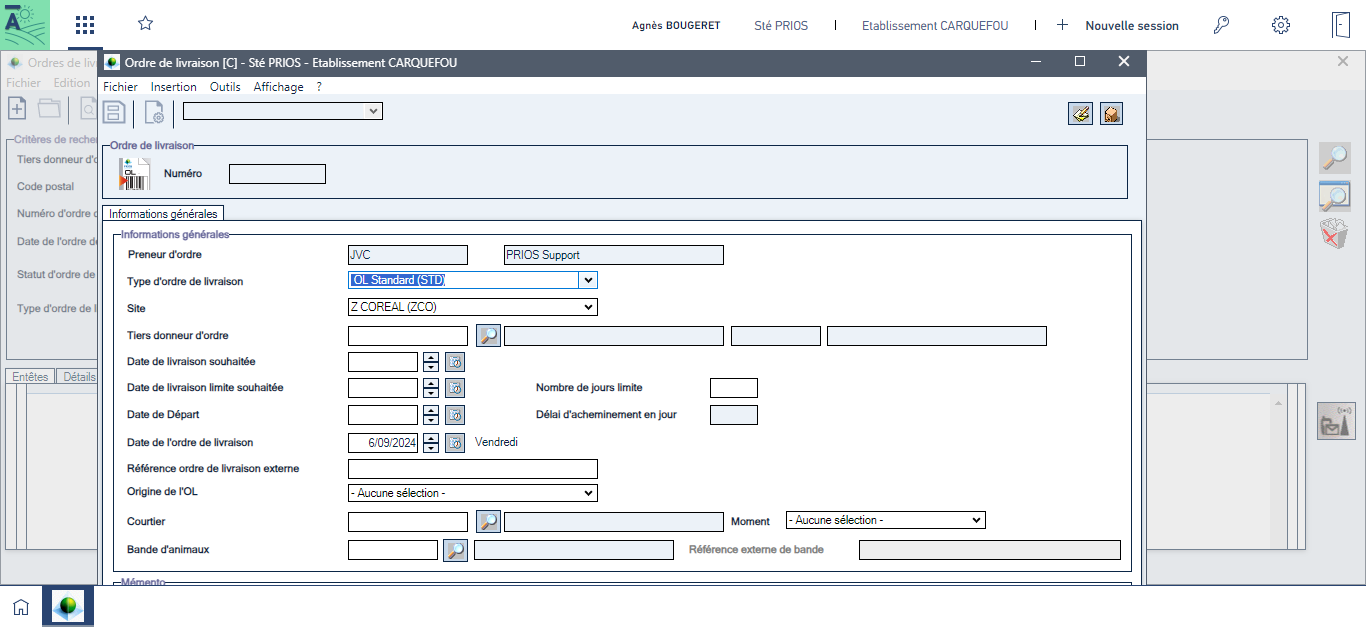 Agnès BOUGERET Sté PRIOS | Etablissement CARQUEFOU | + Nouvelle session
Ordres de liv
Fichier Edition
Critères de reche
Tiers donneur d'o
Code postal
Numéro d'ordre d
Date de l'ordre de
Statut d'ordre de
Type d'ordre de l
Entêtes Détails
Ordre de livraison [C] - Sté PRIOS - Etablissement CARQUEFOU
Fichier Insertion Outils Affichage ?
Ordre de livraison
OL
Numéro
Informations générales
Informations générales
Preneur d'ordre JVC PRIOS Support
Type d'ordre de livraison OL Standard (STD)
Site Z COREAL (ZCO)
Tiers donneur d'ordre
Date de livraison souhaitée
Date de livraison limite souhaitée Nombre de jours limite
Date de Départ Délai d'acheminement en jour
Date de l'ordre de livraison 6/09/2024 Vendredi
Référence ordre de livraison externe
Origine de l'OL - Aucune sélection -
Courtier Moment - Aucune sélection -
Bande d'animaux Référence externe de bande
Mémento